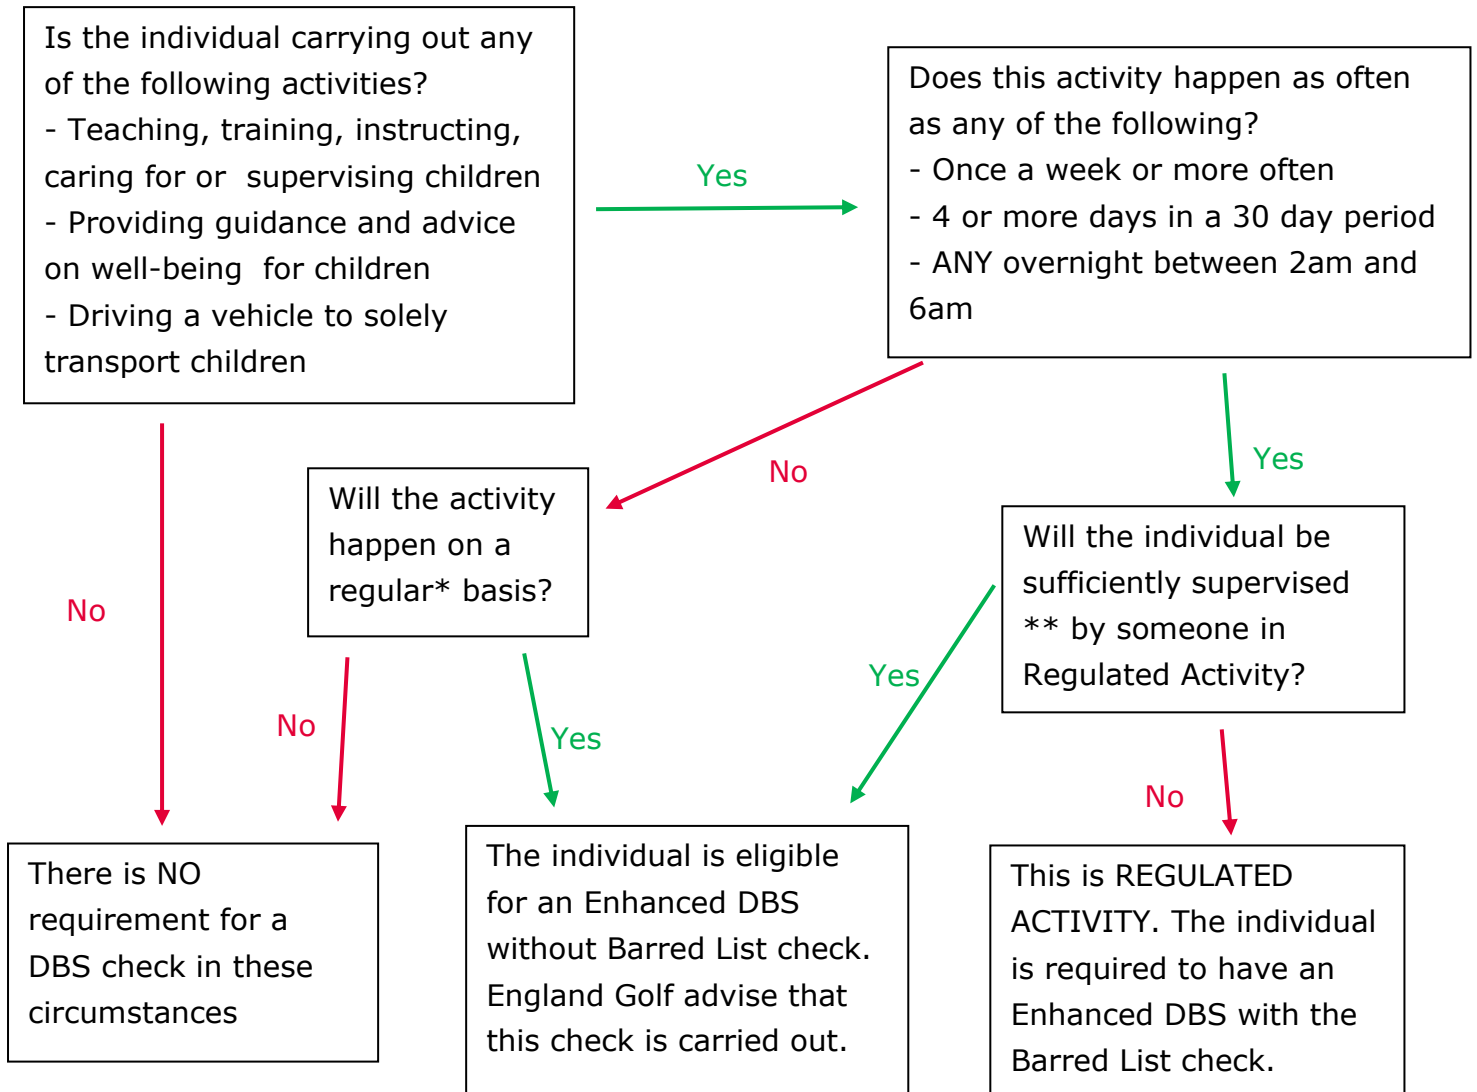 Is the individual carrying out any
of the following activities?
- Teaching, training, instructing,
caring for or supervising children
- Providing guidance and advice
on well-being for children
- Driving a vehicle to solely
transport children
Yes
Does this activity happen as often
as any of the following?
- Once a week or more often
- 4 or more days in a 30 day period
- ANY overnight between 2am and
6am
No
No
Yes
Will the activity
happen on a
regular* basis?
Will the individual be
sufficiently supervised
** by someone in
Regulated Activity?
No
Yes
Yes
No
There is NO
requirement for a
DBS check in these
circumstances
The individual is eligible
for an Enhanced DBS
without Barred List check.
England Golf advise that
this check is carried out.
This is REGULATED
ACTIVITY. The individual
is required to have an
Enhanced DBS with the
Barred List check.